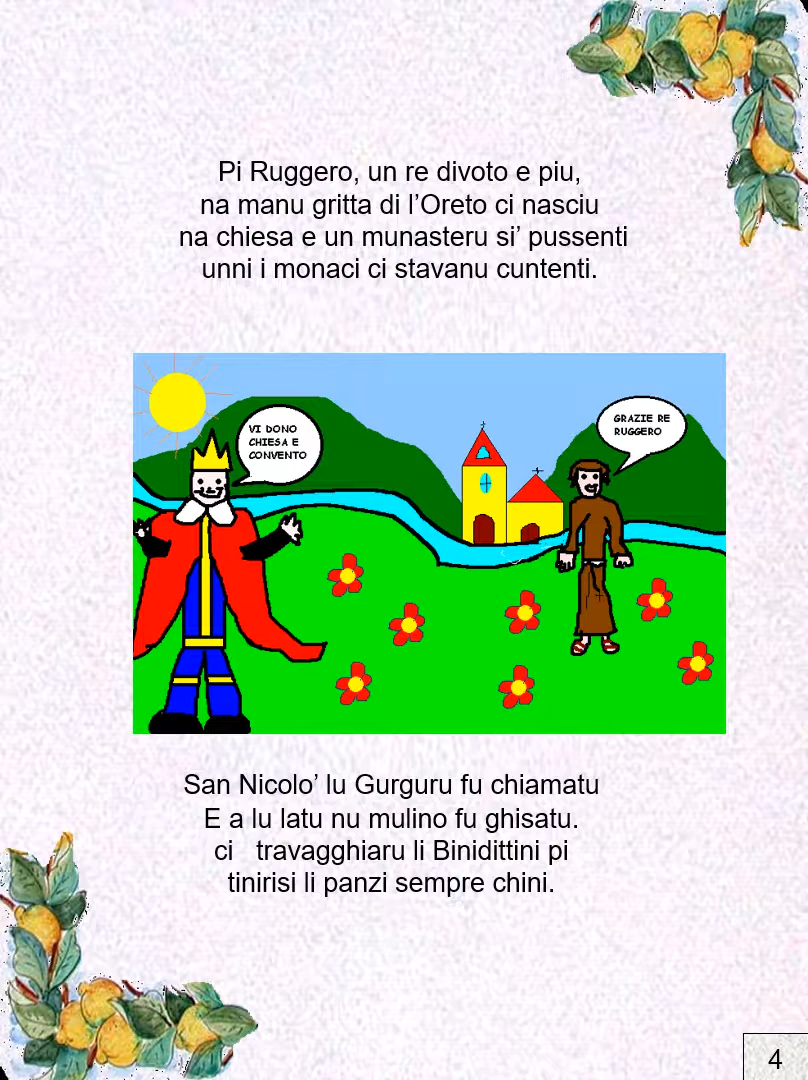 Pi Ruggero, un re divoto e piu,
na manu gritta di l’Oreto ci nasciu
na chiesa e un munasteru si’ pussenti
unni i monaci ci stavanu cuntenti.
VI DONO
CHIESA E
CONVENTO
GRAZIE RE
RUGGERO
San Nicolo’ lu Gurguru fu chiamatu
E a lu latu nu mulino fu ghisatu.
ci travagghiaru li Binidittini pi
tinirisi li panzi sempre chini.
4